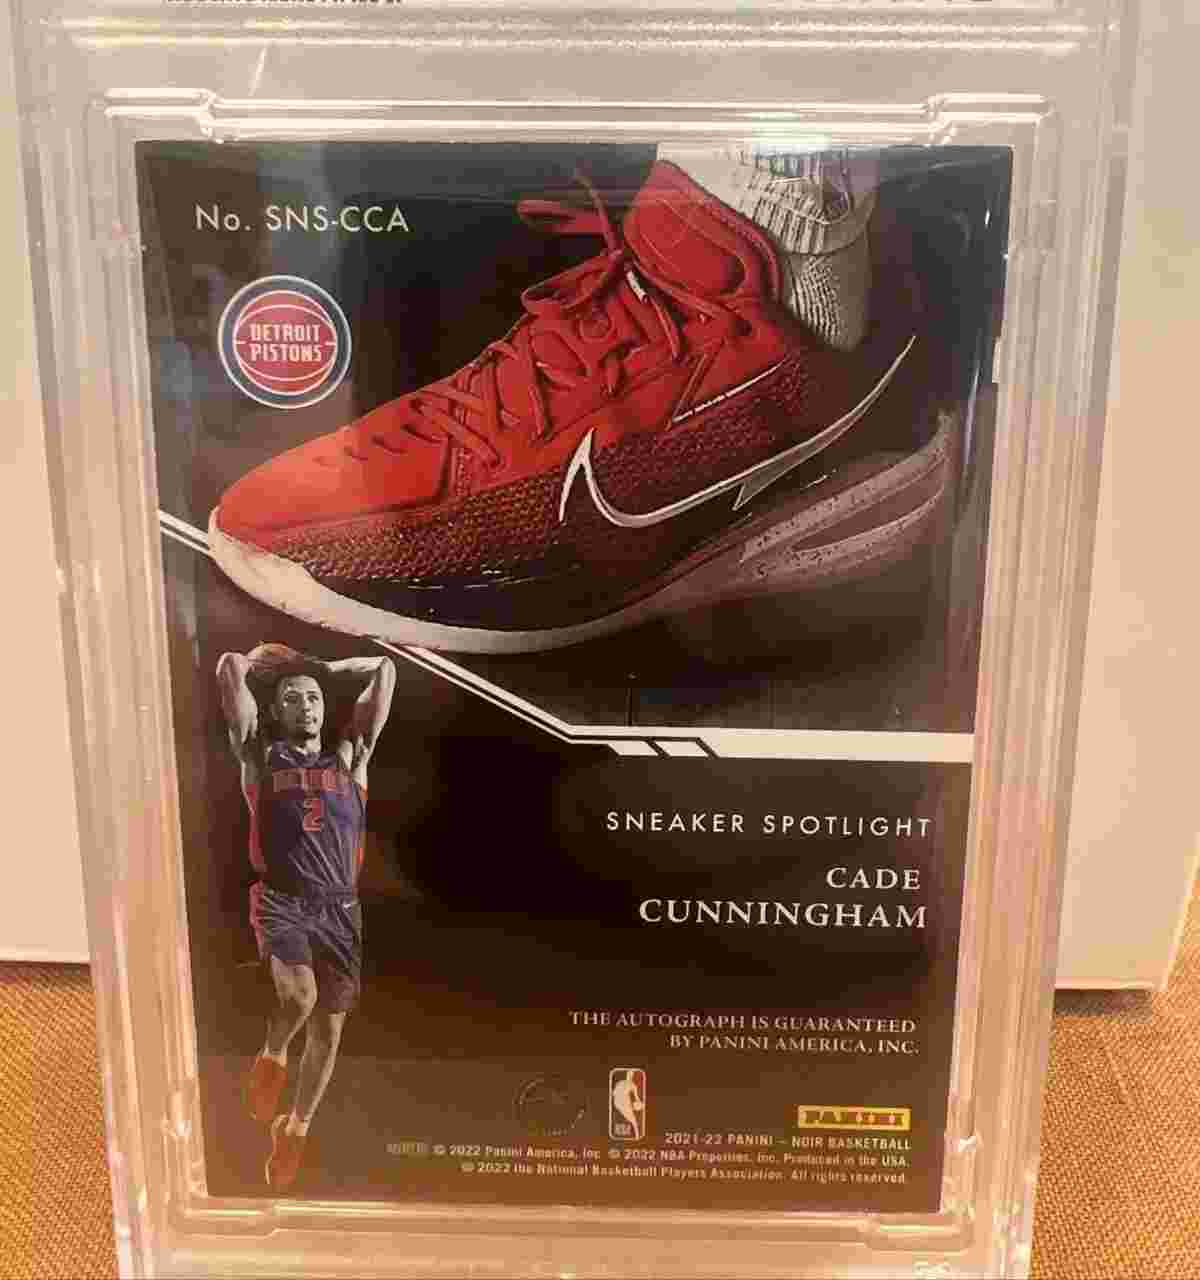 No. SNS-CCA
DETROIT
PISTONS
2
SNEAKER SPOTLIGHT
CADE
CUNNINGHAM
THE AUTOGRAPH IS GUARANTEED
BY PANINI AMERICA, INC.
PANINI
2021-22 PANINI – NOIR BASKETBALL
© 2022 Panini America, Inc. © 2022 NBA Properties, Inc. Produced in the USA.
© 2022 the National Basketball Players Association. All rights reserved.